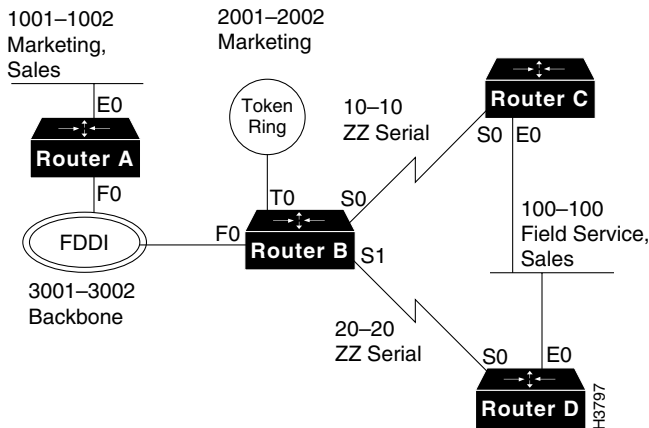 1001–1002
Marketing,
Sales
E0
Router A
F0
FDDI
3001–3002
Backbone
2001–2002
Marketing
Token
Ring
T0
F0
S0
Router B
S1
10–10
ZZ Serial
Router C
S0
E0
100–100
Field Service,
Sales
20–20
ZZ Serial
S0
E0
Router D
H3797